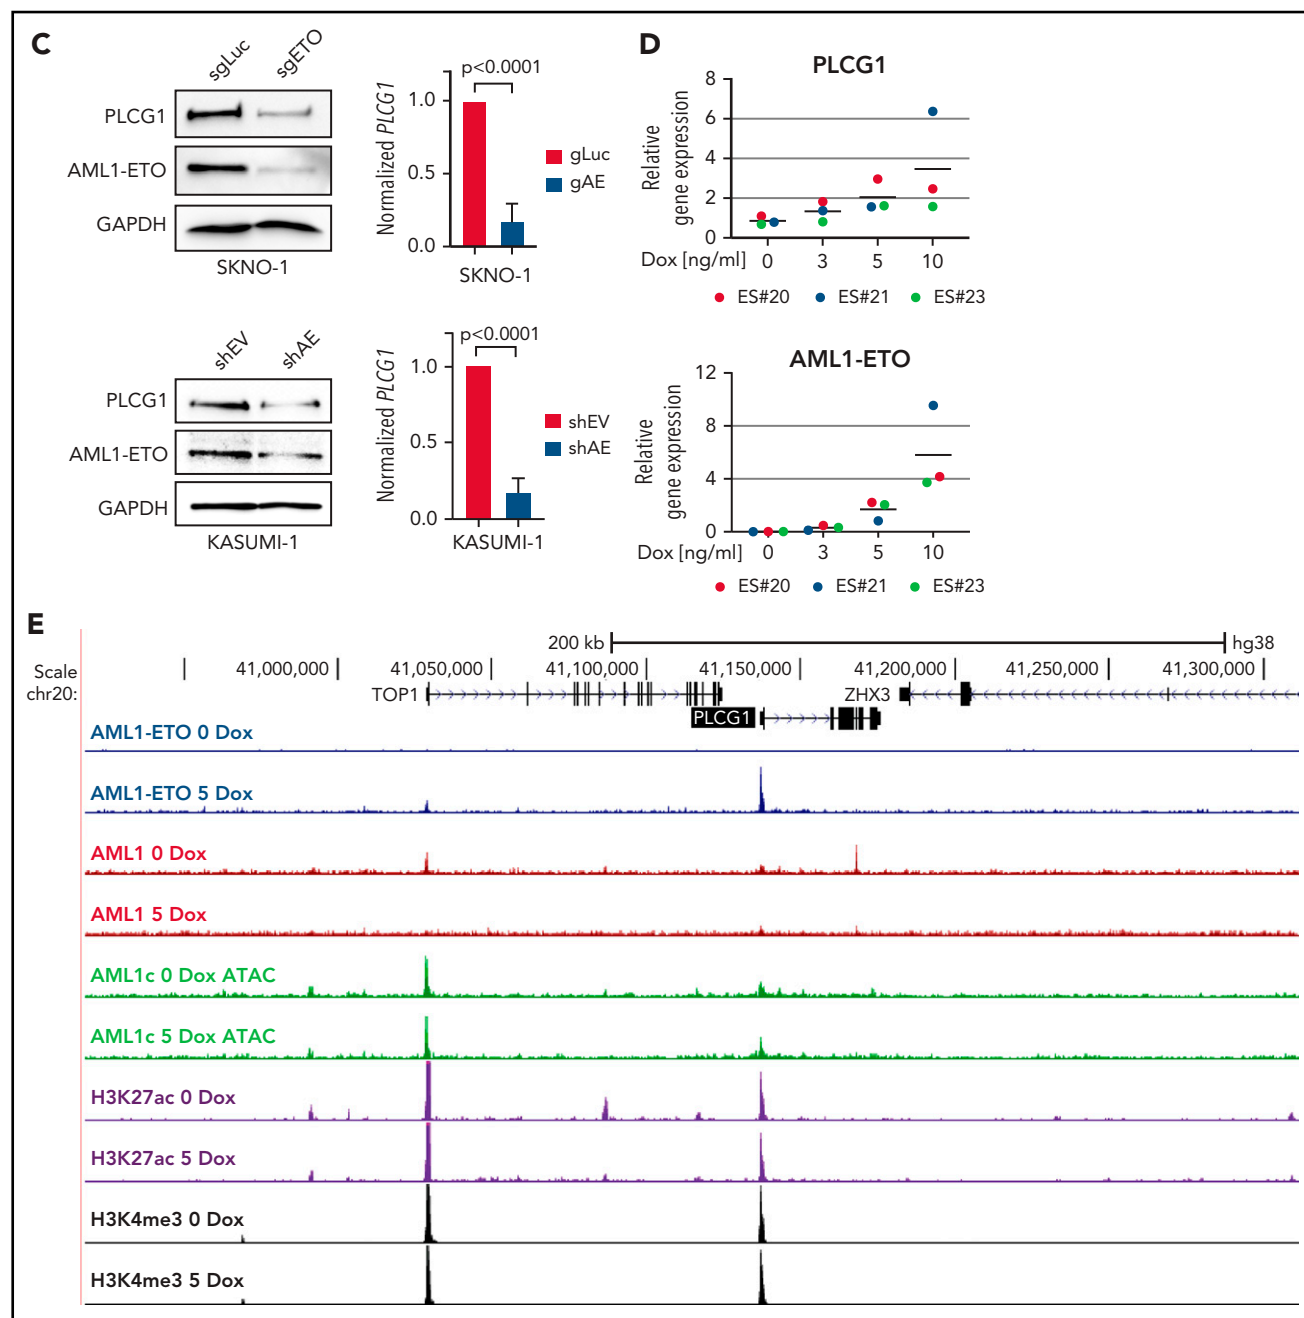 C
sgLuc sgETO
PLCG1
AML1-ETO
GAPDH
SKNO-1
Normalized PLCG1
p<0.0001
1.0
0.5
0.0
SKNO-1
gLuc
gAE
shEV shAE
PLCG1
AML1-ETO
GAPDH
KASUMI-1
Normalized PLCG1
p<0.0001
1.0
0.5
0.0
KASUMI-1
shEV
shAE
D
PLCG1
Relative
gene expression
8
6
4
2
0
Dox [ng/ml] 0 3 5 10
ES#20 ES#21 ES#23
AML1-ETO
Relative
gene expression
12
8
4
0
Dox [ng/ml] 0 3 5 10
ES#20 ES#21 ES#23
E
200 kb hg38
Scale
chr20:
41,000,000 41,050,000 41,100,000 41,150,000 41,200,000 41,250,000 41,300,000
TOP1 ZHX3
PLCG1
AML1-ETO 0 Dox
AML1-ETO 5 Dox
AML1 0 Dox
AML1 5 Dox
AML1c 0 Dox ATAC
AML1c 5 Dox ATAC
H3K27ac 0 Dox
H3K27ac 5 Dox
H3K4me3 0 Dox
H3K4me3 5 Dox